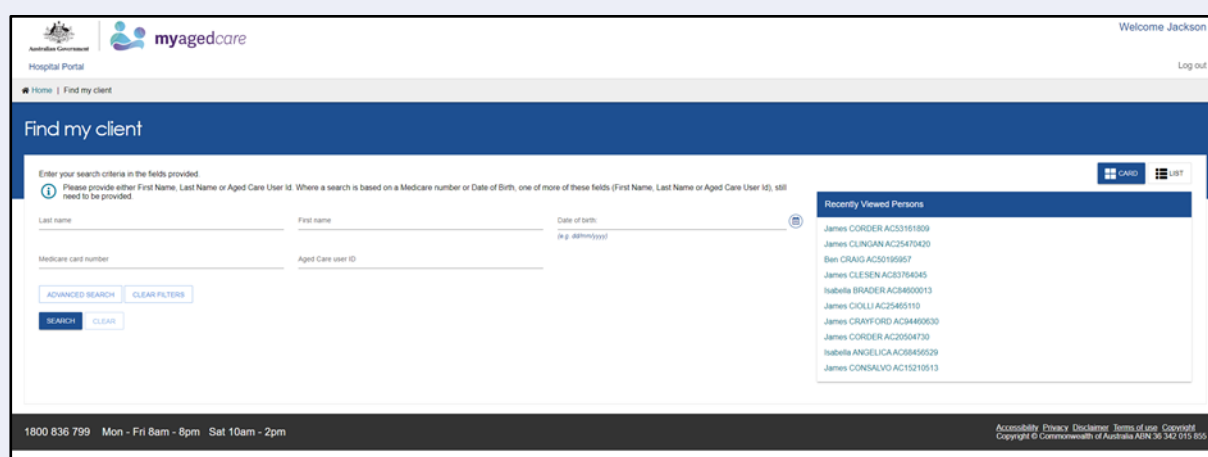 Australian Government
myagedcare
Welcome Jackson
Hospital Portal
Log out
Home | Find my client
Find my client
Enter your search criteria in the fields provided.
Please provide either First Name, Last Name or Aged Care User Id. Where a search is based on a Medicare number or Date of Birth, one of more of these fields (First Name, Last Name or Aged Care User Id), still
need to be provided.
CARD
LIST
Last name
First name
Date of birth:
(e.g. dd/mm/yyyy)
Medicare card number
Aged Care user ID
ADVANCED SEARCH
CLEAR FILTERS
SEARCH
CLEAR
Recently Viewed Persons
James CORDER AC53161809
James CLINGAN AC25470420
Ben CRAIG AC50195957
James CLESEN AC83764045
Isabella BRADER AC84600013
James CIOLLI AC25465110
James CRAYFORD AC94460630
James CORDER AC20504730
Isabella ANGELICA AC68456529
James CONSALVO AC15210513
1800 836 799 Mon - Fri 8am - 8pm Sat 10am - 2pm
Accessibility Privacy Disclaimer Terms of use Copyright
Copyright © Commonwealth of Australia ABN 36 342 015 855